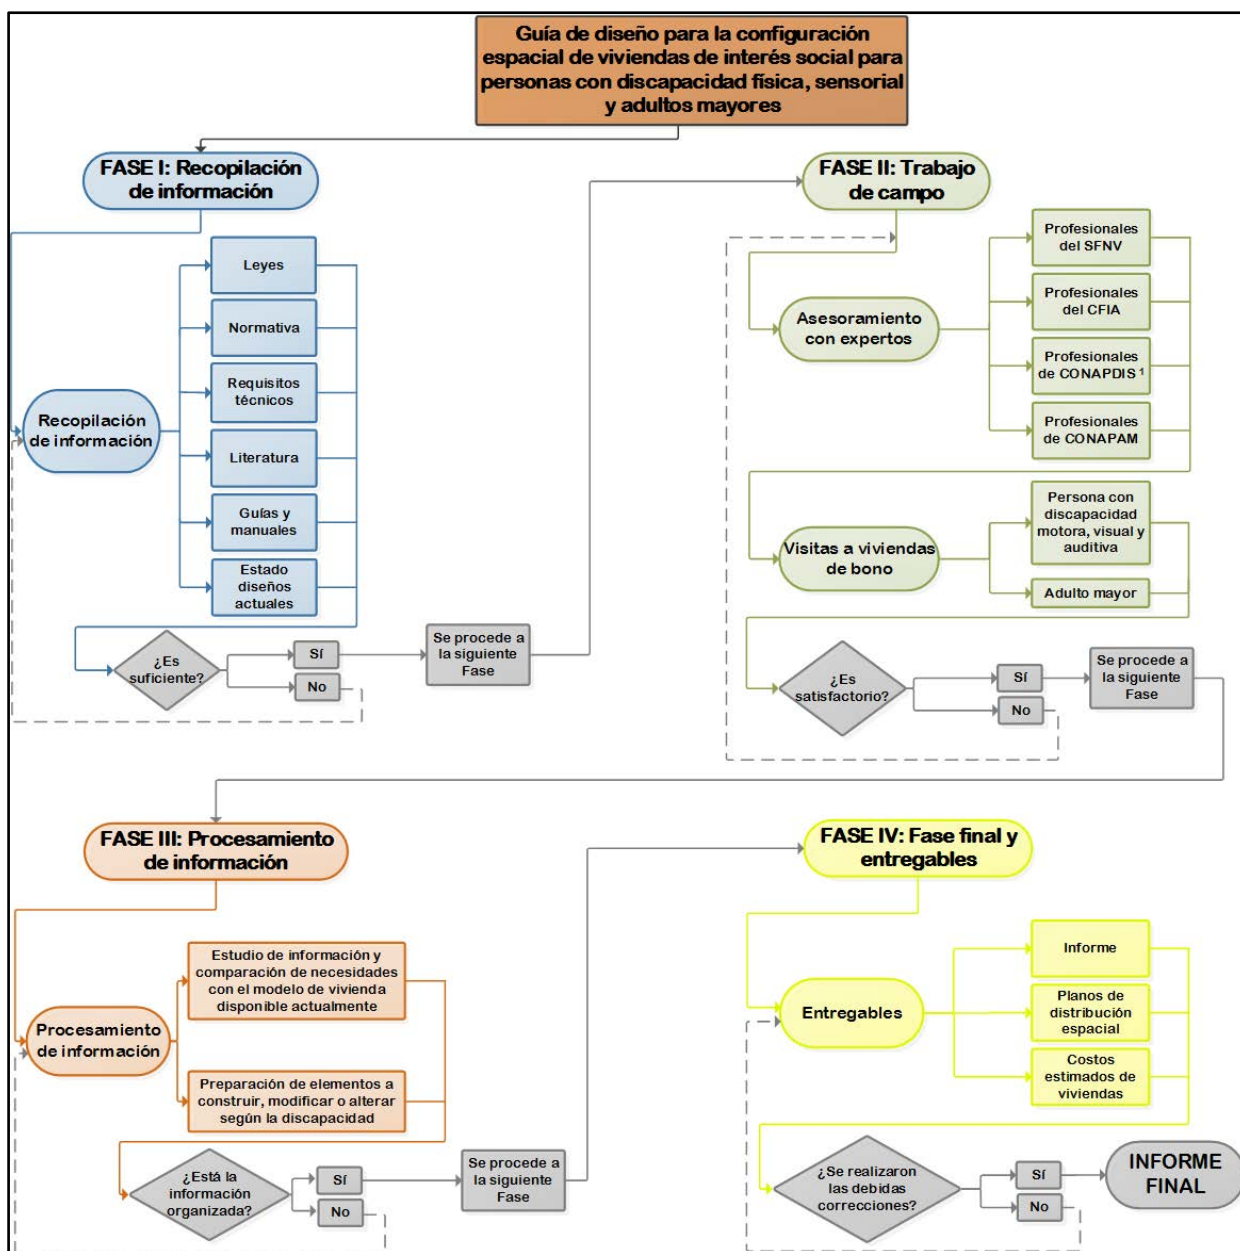 Guía de diseño para la configuración
espacial de viviendas de interés social para
personas con discapacidad física, sensorial
y adultos mayores
FASE I: Recopilación
de información
Recopilación
de información
Leyes
Normativa
Requisitos
técnicos
Literatura
Guías y
manuales
Estado
diseños
actuales
¿Es
suficiente?
Sí
No
Se procede a
la siguiente
Fase
FASE II: Trabajo
de campo
Asesoramiento
con expertos
Profesionales
del SFNV
Profesionales
del CFIA
Profesionales
de CONAPDIS ¹
Profesionales
de CONAPAM
Visitas a viviendas
de bono
Persona con
discapacidad
motora, visual y
auditiva
Adulto mayor
¿Es
satisfactorio?
Sí
No
Se procede a
la siguiente
Fase
FASE III: Procesamiento
de información
Procesamiento
de información
Estudio de información y
comparación de necesidades
con el modelo de vivienda
disponible actualmente
Preparación de elementos a
construir, modificar o alterar
según la discapacidad
¿Está la
información
organizada?
Sí
No
Se procede a
la siguiente
Fase
FASE IV: Fase final y
entregables
Entregables
Informe
Planos de
distribución
espacial
Costos
estimados de
viviendas
¿Se realizaron
las debidas
correcciones?
Sí
No
INFORME
FINAL